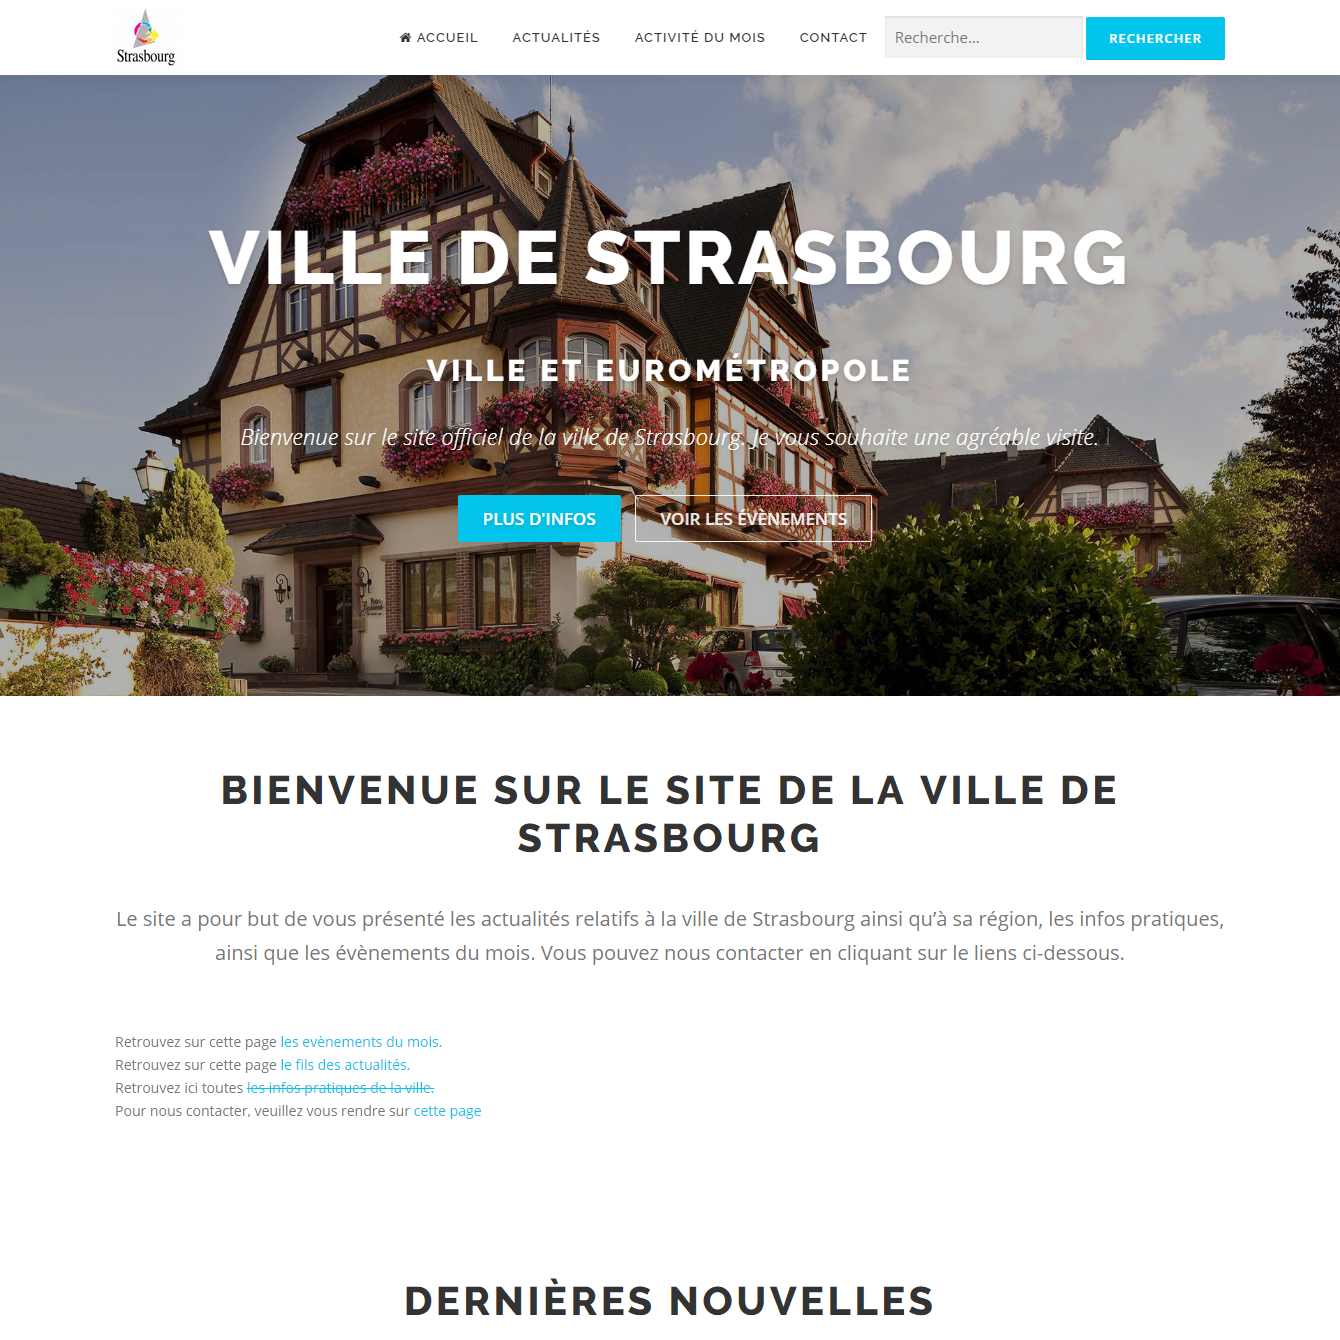 Strasbourg
ACCUEIL ACTUALITÉS ACTIVITÉ DU MOIS CONTACT Recherche... RECHERCHER
VILLE DE STRASBOURG
VILLE ET EUROMÉTROPOLE
Bienvenue sur le site officiel de la ville de Strasbourg. Je vous souhaite une agréable visite.
PLUS D'INFOS VOIR LES ÉVÈNEMENTS
BIENVENUE SUR LE SITE DE LA VILLE DE
STRASBOURG
Le site a pour but de vous présenté les actualités relatifs à la ville de Strasbourg ainsi qu’à sa région, les infos pratiques,
ainsi que les évènements du mois. Vous pouvez nous contacter en cliquant sur le liens ci-dessous.
Retrouvez sur cette page les evènements du mois.
Retrouvez sur cette page le fils des actualités.
Retrouvez ici toutes les infos pratiques de la ville.
Pour nous contacter, veuillez vous rendre sur cette page
DERNIÈRES NOUVELLES